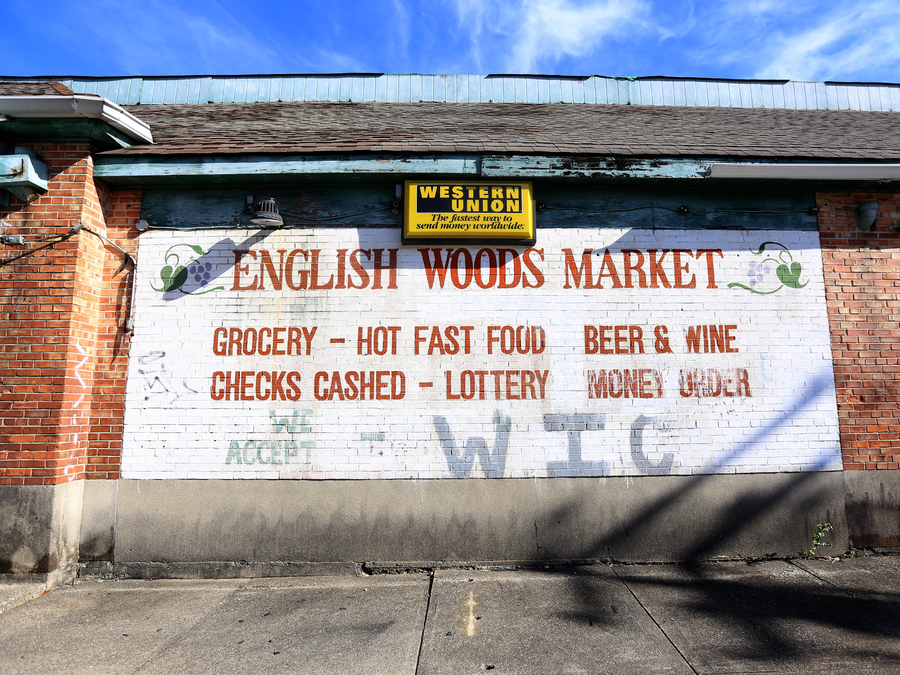 WESTERN
UNION
The fastest way to
send money worldwide.
ENGLISH WOODS MARKET
GROCERY - HOT FAST FOOD BEER & WINE
CHECKS CASHED - LOTTERY MONEY ORDER
WE
ACCEPT - WIC